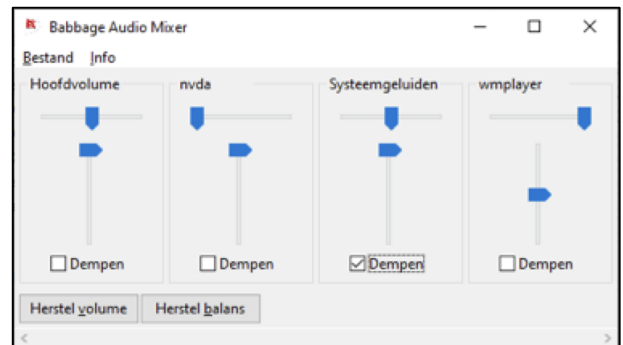 Babbage Audio Mixer
Bestand Info
Hoofdvolume nvda Systeemgeluiden wmplayer
Dempen Dempen Dempen Dempen
Herstel volume Herstel balans